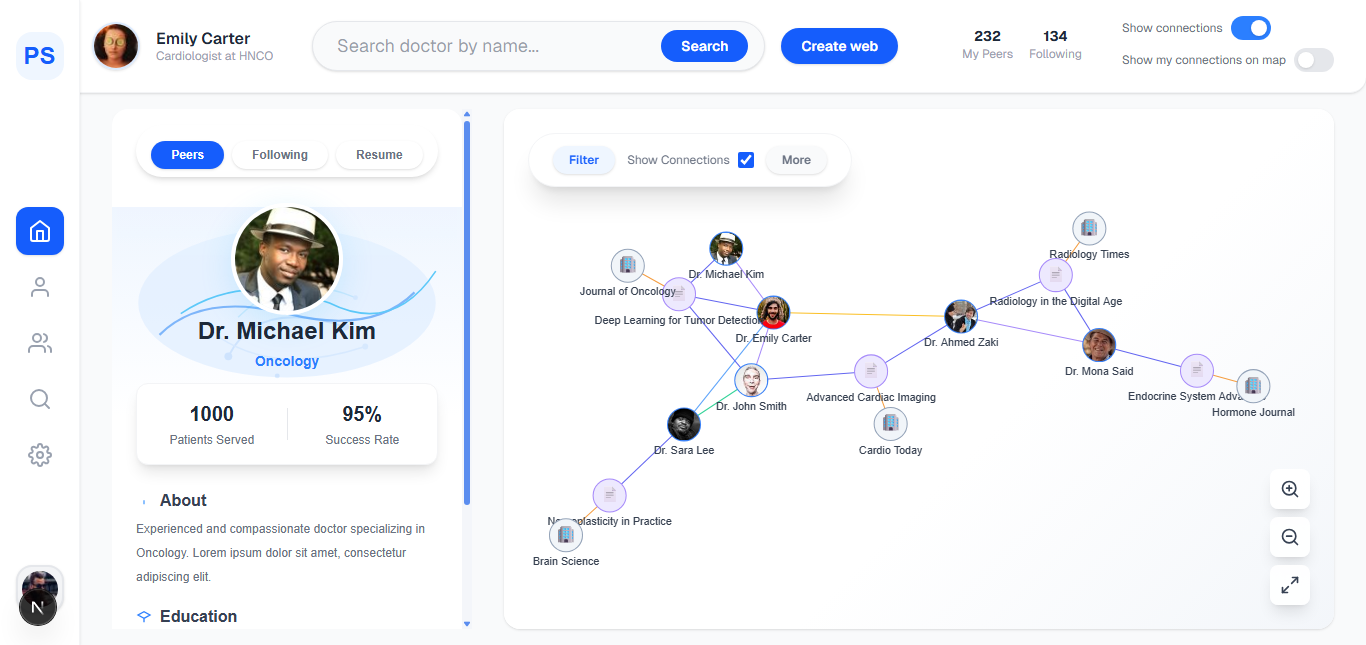 PS
Emily Carter
Cardiologist at HNCO
Search doctor by name...
Search
Create web
232
My Peers
134
Following
Show connections
Show my connections on map
Peers
Following
Resume
Dr. Michael Kim
Oncology
1000
Patients Served
95%
Success Rate
About
Experienced and compassionate doctor specializing in
Oncology. Lorem ipsum dolor sit amet, consectetur
adipiscing elit.
Education
N
Filter
Show Connections
More
Radiology Times
Dr. Michael Kim
Journal of Oncology
Radiology in the Digital Age
Deep Learning for Tumor Detection
Dr. Emily Carter
Dr. Ahmed Zaki
Dr. Mona Said
Advanced Cardiac Imaging
Endocrine System
Dr. John Smith
Hormone Journal
Dr. Sara Lee
Cardio Today
in Practice
Brain Science